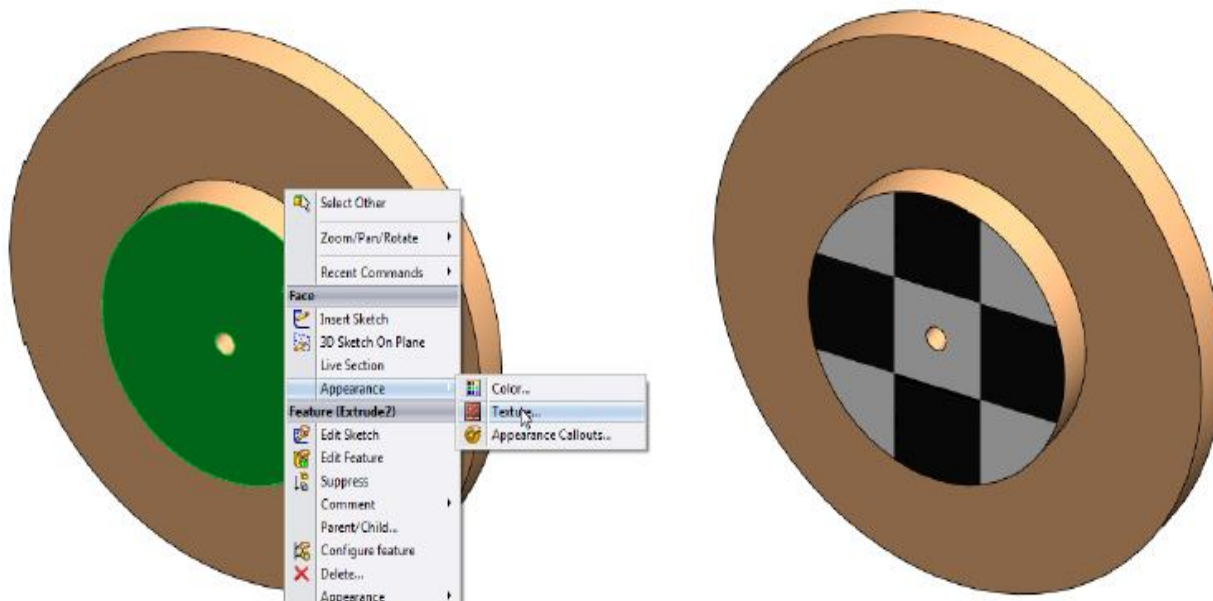 Select Other
Zoom/Pan/Rotate
Recent Commands
Face
Insert Sketch
3D Sketch On Plane
Live Section
Appearance
Color...
Texture...
Appearance Callouts...
Feature (Extrude2)
Edit Sketch
Edit Feature
Suppress
Comment
Parent/Child...
Configure feature
Delete...
Appearance